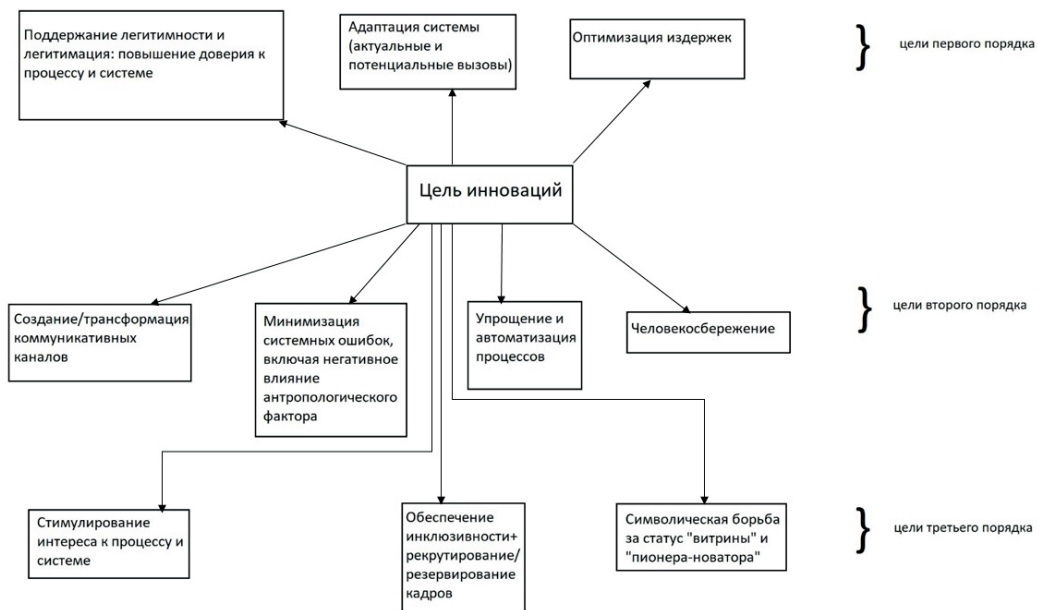 Поддержание легитимности и
легитимация: повышение доверия к
процессу и системе
Адаптация системы
(актуальные и
потенциальные вызовы)
Оптимизация издержек
цели первого порядка
Цель инноваций
Создание/трансформация
коммуникативных
каналов
Минимизация
системных ошибок,
включая негативное
влияние
антропологического
фактора
Упрощение и
автоматизация
процессов
Человекосбережение
цели второго порядка
Стимулирование
интереса к процессу и
системе
Обеспечение
инклюзивности+
рекрутирование/
резервирование
кадров
Символическая борьба
за статус "витрины" и
"пионера-новатора"
цели третьего порядка